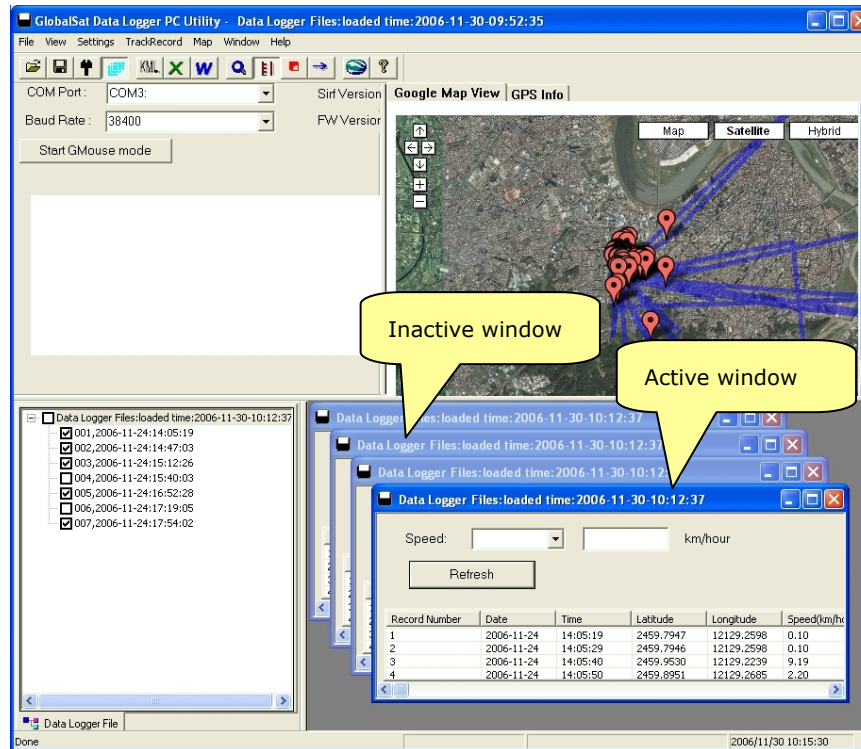 GlobalSat Data Logger PC Utility - Data Logger Files:loaded time:2006-11-30-09:52:35
File View Settings TrackRecord Map Window Help
KML X W ?
COM Port : COM3: Sirf Version
Baud Rate : 38400 FW Version
Start GMouse mode
Google Map View GPS Info
Map Satellite Hybrid
Inactive window
Active window
Data Logger Files:loaded time:2006-11-30-10:12:37
001,2006-11-24:14:05:19
002,2006-11-24:14:47:03
003,2006-11-24:15:12:26
004,2006-11-24:15:40:03
005,2006-11-24:16:52:28
006,2006-11-24:17:19:05
007,2006-11-24:17:54:02
Data Logger File
Data Logger Files:loaded time:2006-11-30-10:12:37
Data Logger Files:loaded time:2006-11-30-10:12:37
Data Logger Files:loaded time:2006-11-30-10:12
Data Logger Files:loaded time:2006-11-30-10:12:37
Speed: km/hour
Refresh
Record Number Date Time Latitude Longitude Speed(km/ho
1 2006-11-24 14:05:19 2459.7947 12129.2598 0.10
2 2006-11-24 14:05:29 2459.7946 12129.2598 0.10
3 2006-11-24 14:05:40 2459.9530 12129.2239 9.19
4 2006-11-24 14:05:50 2459.8951 12129.2685 2.20
Done 2006/11/30 10:15:30